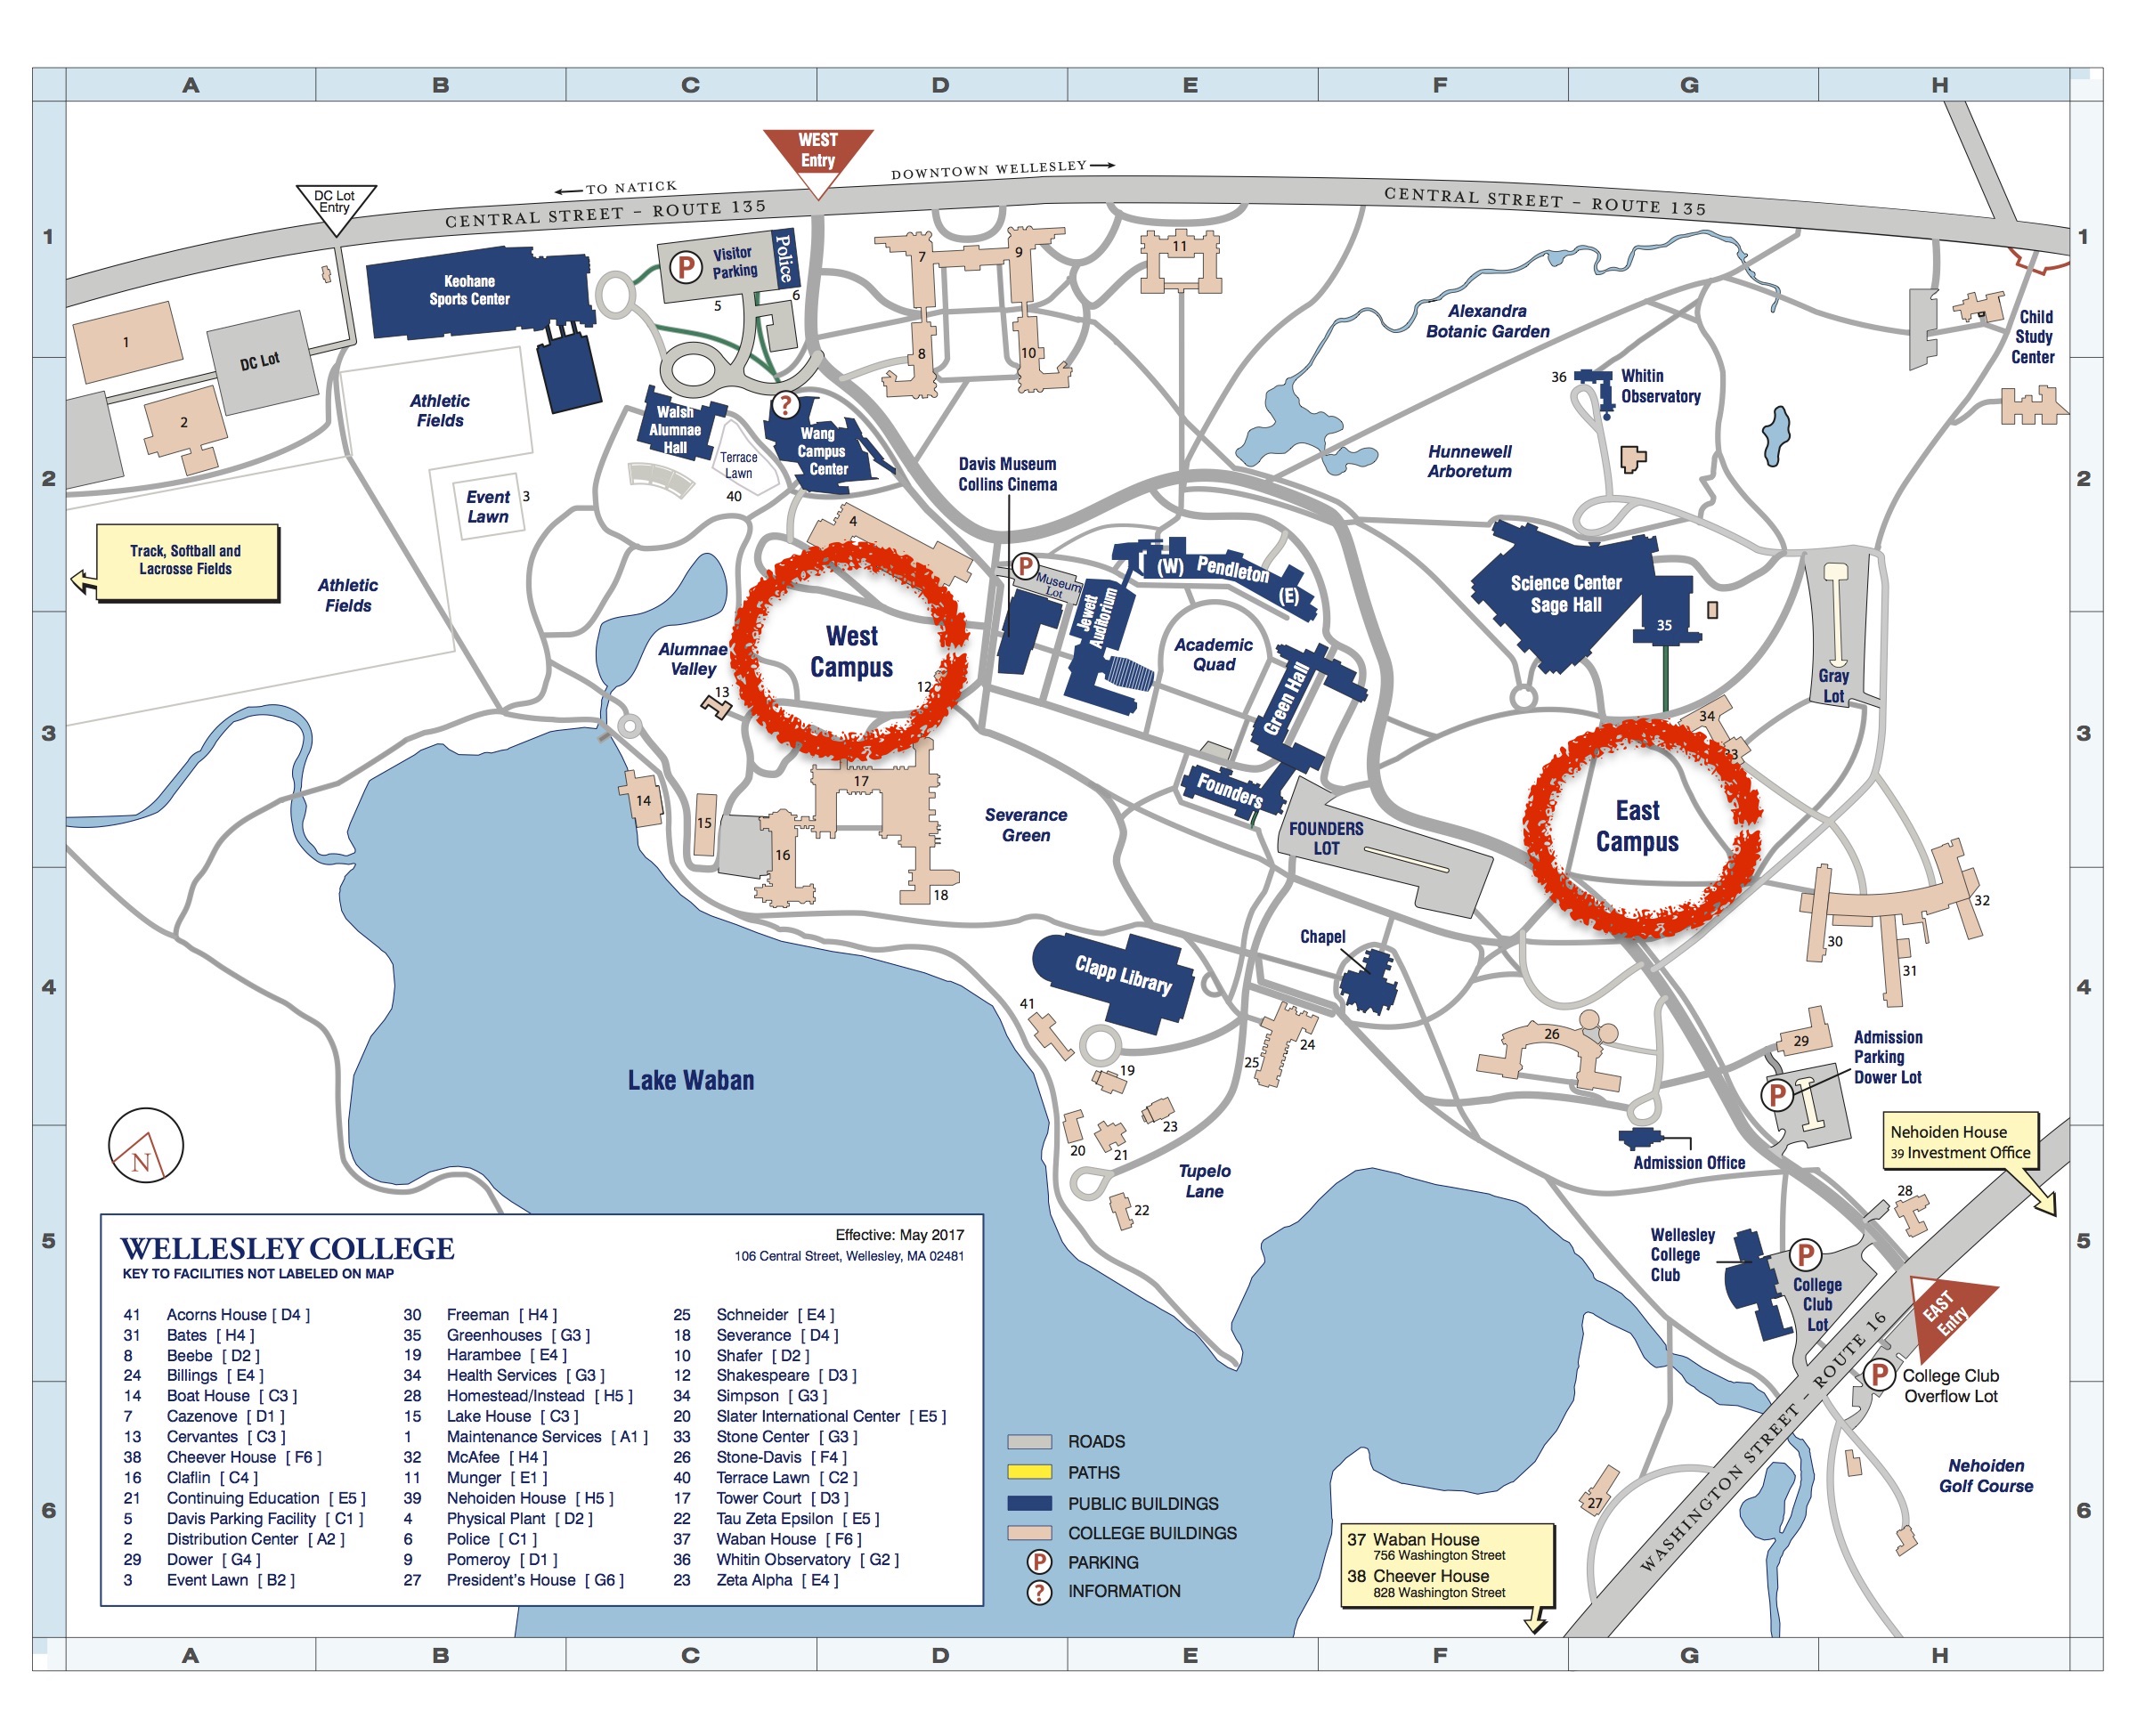 A B C D E F G H
WEST
Entry
DOWNTOWN WELLESLEY
TO NATICK
DC Lot
Entry
CENTRAL STREET – ROUTE 135
CENTRAL STREET – ROUTE 135
1
1
Keohane
Sports Center
P
Visitor
Parking
Police
5
6
7
9
11
8
10
1
DC Lot
2
Alexandra
Botanic Garden
Child
Study
Center
36
Whitin
Observatory
2
2
Athletic
Fields
Walsh
Alumnae
Hall
?
Wang
Campus
Center
Terrace
Lawn
40
Event
Lawn
3
4
Davis Museum
Collins Cinema
Hunnewell
Arboretum
Track, Softball and
Lacrosse Fields
Athletic
Fields
P
Museum
Lot
Jewett
Auditorium
(W) Pendleton
(E)
Science Center
Sage Hall
35
3
3
Alumnae
Valley
West
Campus
12
13
Academic
Quad
Green Hall
Gray
Lot
34
33
14
15
16
17
18
Severance
Green
Founders
FOUNDERS
LOT
East
Campus
32
30
31
4
4
Chapel
Clapp Library
41
19
24
25
26
29
Admission
Parking
Dower Lot
P
Lake Waban
20
21
23
22
Tupelo
Lane
Admission Office
Nehoiden House
39 Investment Office
N
28
5
5
Wellesley
College
Club
P
College
Club
Lot
EAST
Entry
P
College Club
Overflow Lot
WASHINGTON STREET – ROUTE 16
Nehoiden
Golf Course
27
6
6
37 Waban House
756 Washington Street
38 Cheever House
828 Washington Street
WELLESLEY COLLEGE
KEY TO FACILITIES NOT LABELED ON MAP
Effective: May 2017
106 Central Street, Wellesley, MA 02481
41 Acorns House [ D4 ]
31 Bates [ H4 ]
8 Beebe [ D2 ]
24 Billings [ E4 ]
14 Boat House [ C3 ]
7 Cazenove [ D1 ]
13 Cervantes [ C3 ]
38 Cheever House [ F6 ]
16 Claflin [ C4 ]
21 Continuing Education [ E5 ]
5 Davis Parking Facility [ C1 ]
2 Distribution Center [ A2 ]
29 Dower [ G4 ]
3 Event Lawn [ B2 ]
30 Freeman [ H4 ]
35 Greenhouses [ G3 ]
19 Harambee [ E4 ]
34 Health Services [ G3 ]
28 Homestead/Instead [ H5 ]
15 Lake House [ C3 ]
1 Maintenance Services [ A1 ]
32 McAfee [ H4 ]
11 Munger [ E1 ]
39 Nehoiden House [ H5 ]
4 Physical Plant [ D2 ]
6 Police [ C1 ]
9 Pomeroy [ D1 ]
27 President's House [ G6 ]
25 Schneider [ E4 ]
18 Severance [ D4 ]
10 Shafer [ D2 ]
12 Shakespeare [ D3 ]
34 Simpson [ G3 ]
20 Slater International Center [ E5 ]
33 Stone Center [ G3 ]
26 Stone-Davis [ F4 ]
40 Terrace Lawn [ C2 ]
17 Tower Court [ D3 ]
22 Tau Zeta Epsilon [ E5 ]
37 Waban House [ F6 ]
36 Whitin Observatory [ G2 ]
23 Zeta Alpha [ E4 ]
ROADS
PATHS
PUBLIC BUILDINGS
COLLEGE BUILDINGS
P PARKING
? INFORMATION
A B C D E F G H